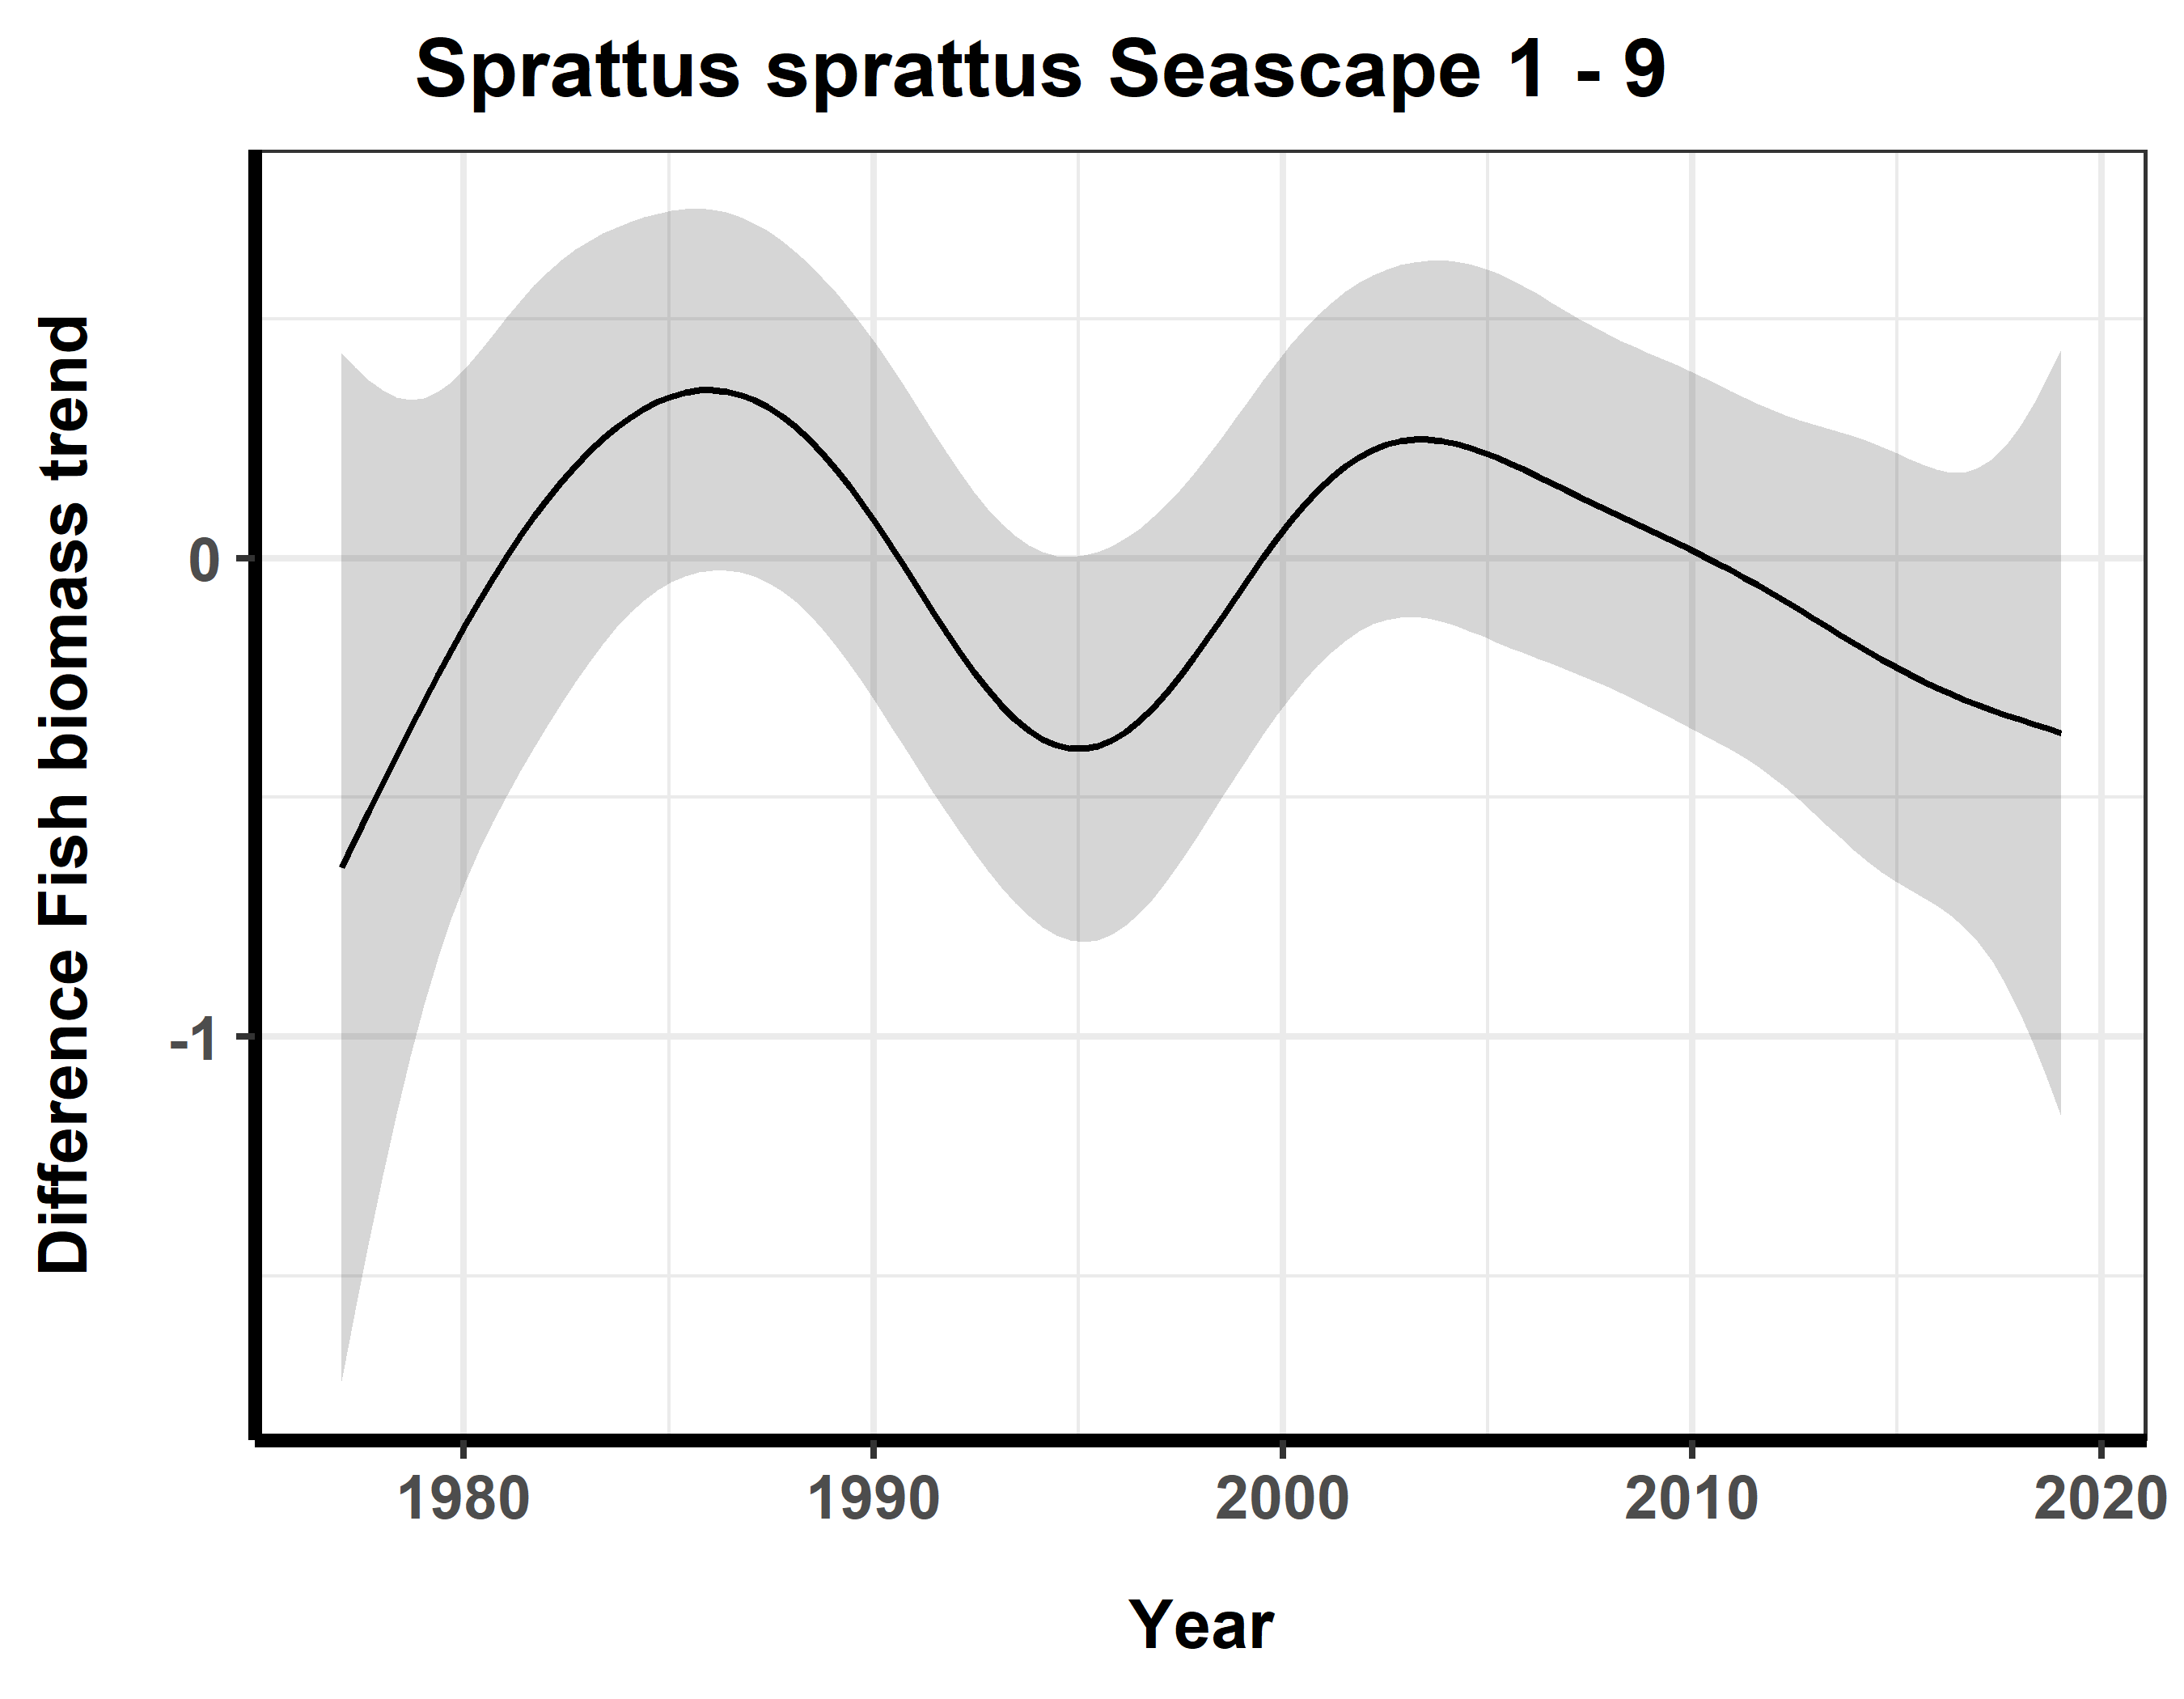 Sprattus sprattus Seascape 1 - 9
Difference Fish biomass trend
0
-1
1980 1990 2000 2010 2020
Year